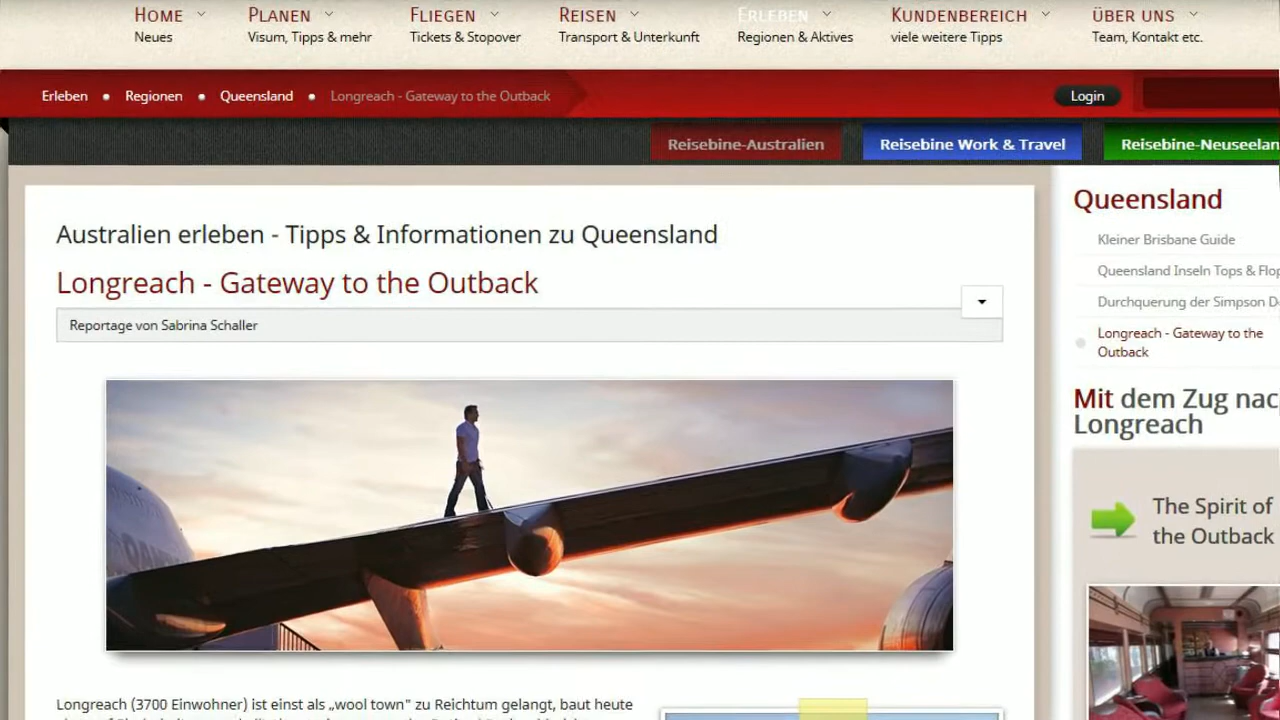 Home Planen Fliegen Reisen Erleben Kundenbereich über uns
Neues Visum, Tipps & mehr Tickets & Stopover Transport & Unterkunft Regionen & Aktives viele weitere Tipps Team, Kontakt etc.
Erleben Regionen Queensland Longreach - Gateway to the Outback Login
Reisebine-Australien Reisebine Work & Travel Reisebine-Neuseelan
Queensland
Australien erleben - Tipps & Informationen zu Queensland
Kleiner Brisbane Guide
Queensland Inseln Tops & Flop
Longreach - Gateway to the Outback
Durchquerung der Simpson D
Reportage von Sabrina Schaller
Longreach - Gateway to the
Outback
Mit dem Zug nac
Longreach
The Spirit of
the Outback
Longreach (3700 Einwohner) ist einst als „wool town" zu Reichtum gelangt, baut heute